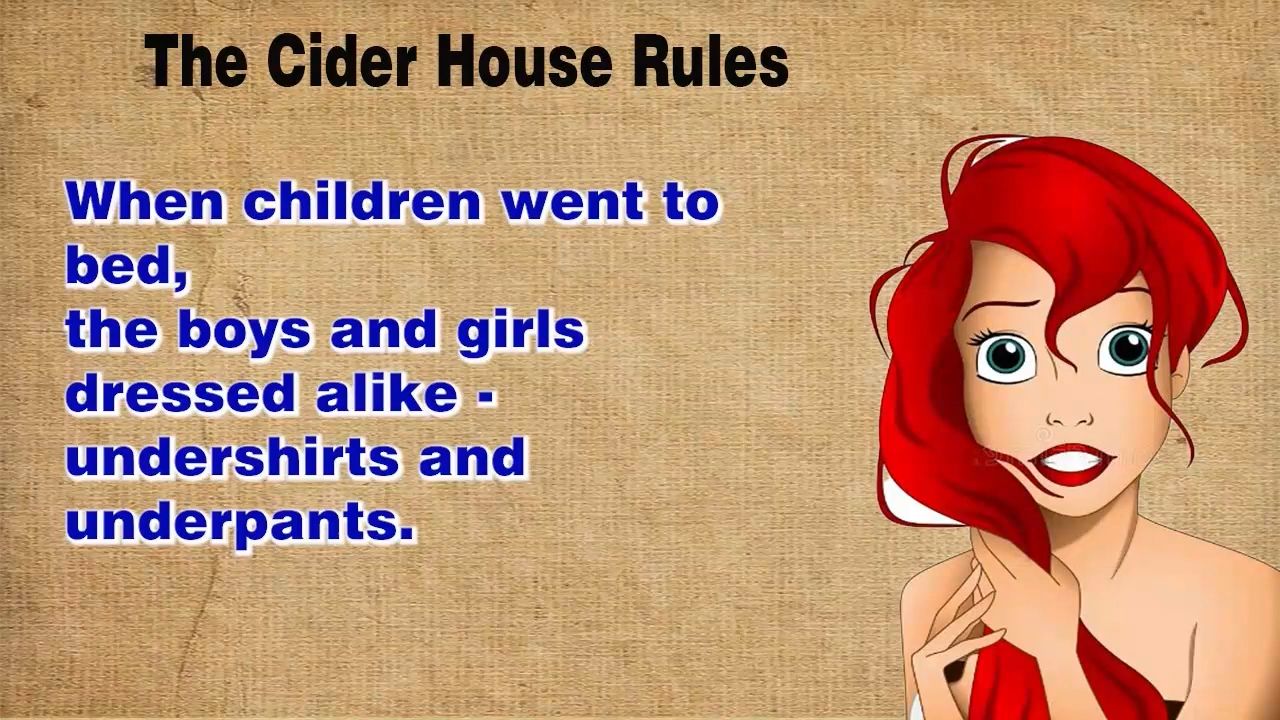 The Cider House Rules
When children went to
bed,
the boys and girls
dressed alike -
undershirts and
underpants.